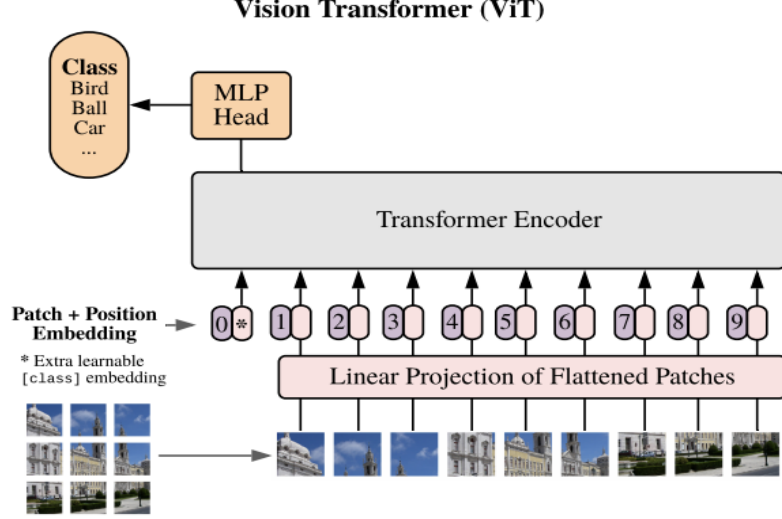 Vision Transformer (ViT)
Class
Bird
Ball
Car
...
MLP
Head
Transformer Encoder
Patch + Position
Embedding
0 * 1 2 3 4 5 6 7 8 9
* Extra learnable
[class] embedding
Linear Projection of Flattened Patches